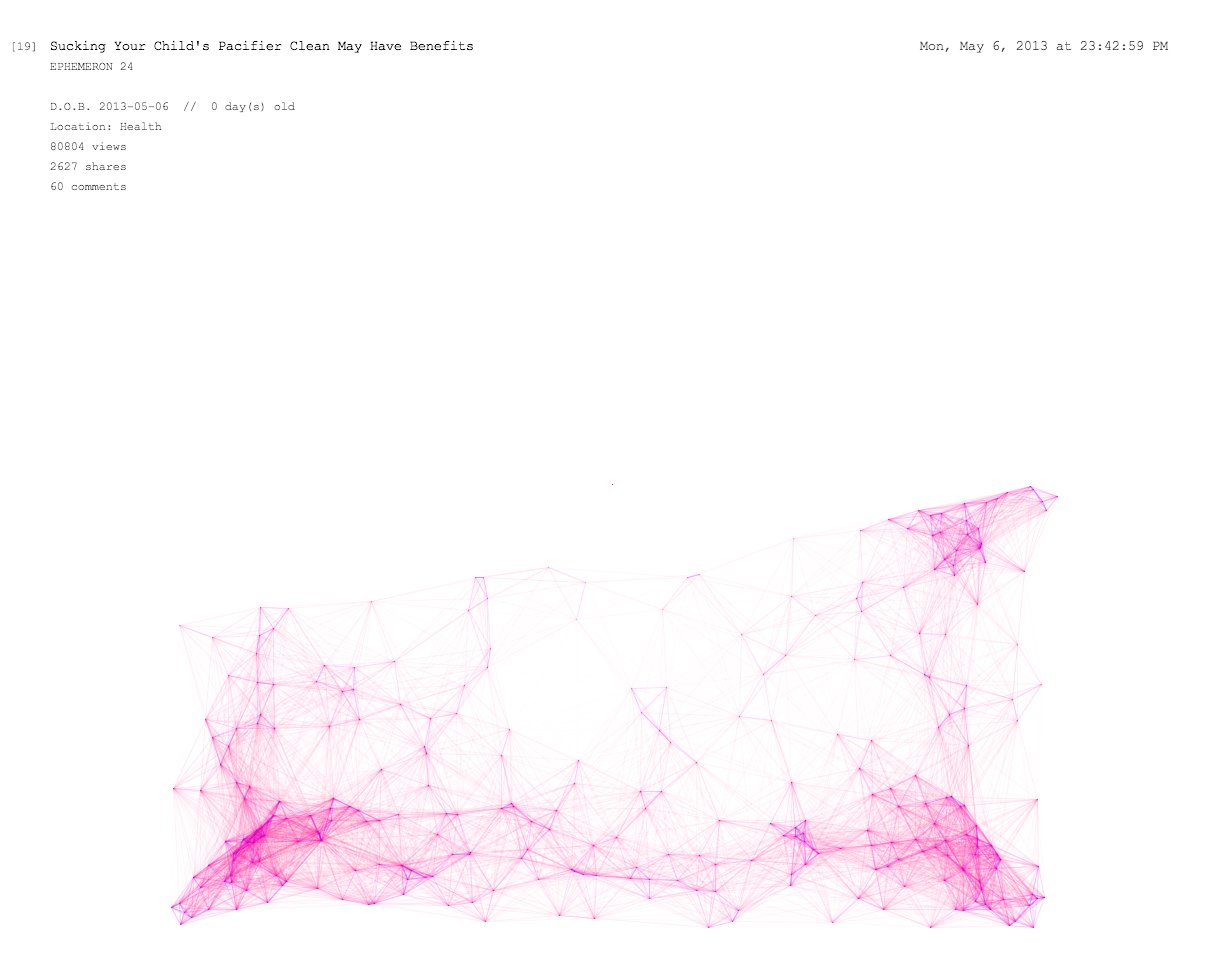 [19] Sucking Your Child's Pacifier Clean May Have Benefits Mon, May 6, 2013 at 23:42:59 PM
EPHEMERON 24
D.O.B. 2013-05-06 // 0 day(s) old
Location: Health
80804 views
2627 shares
60 comments